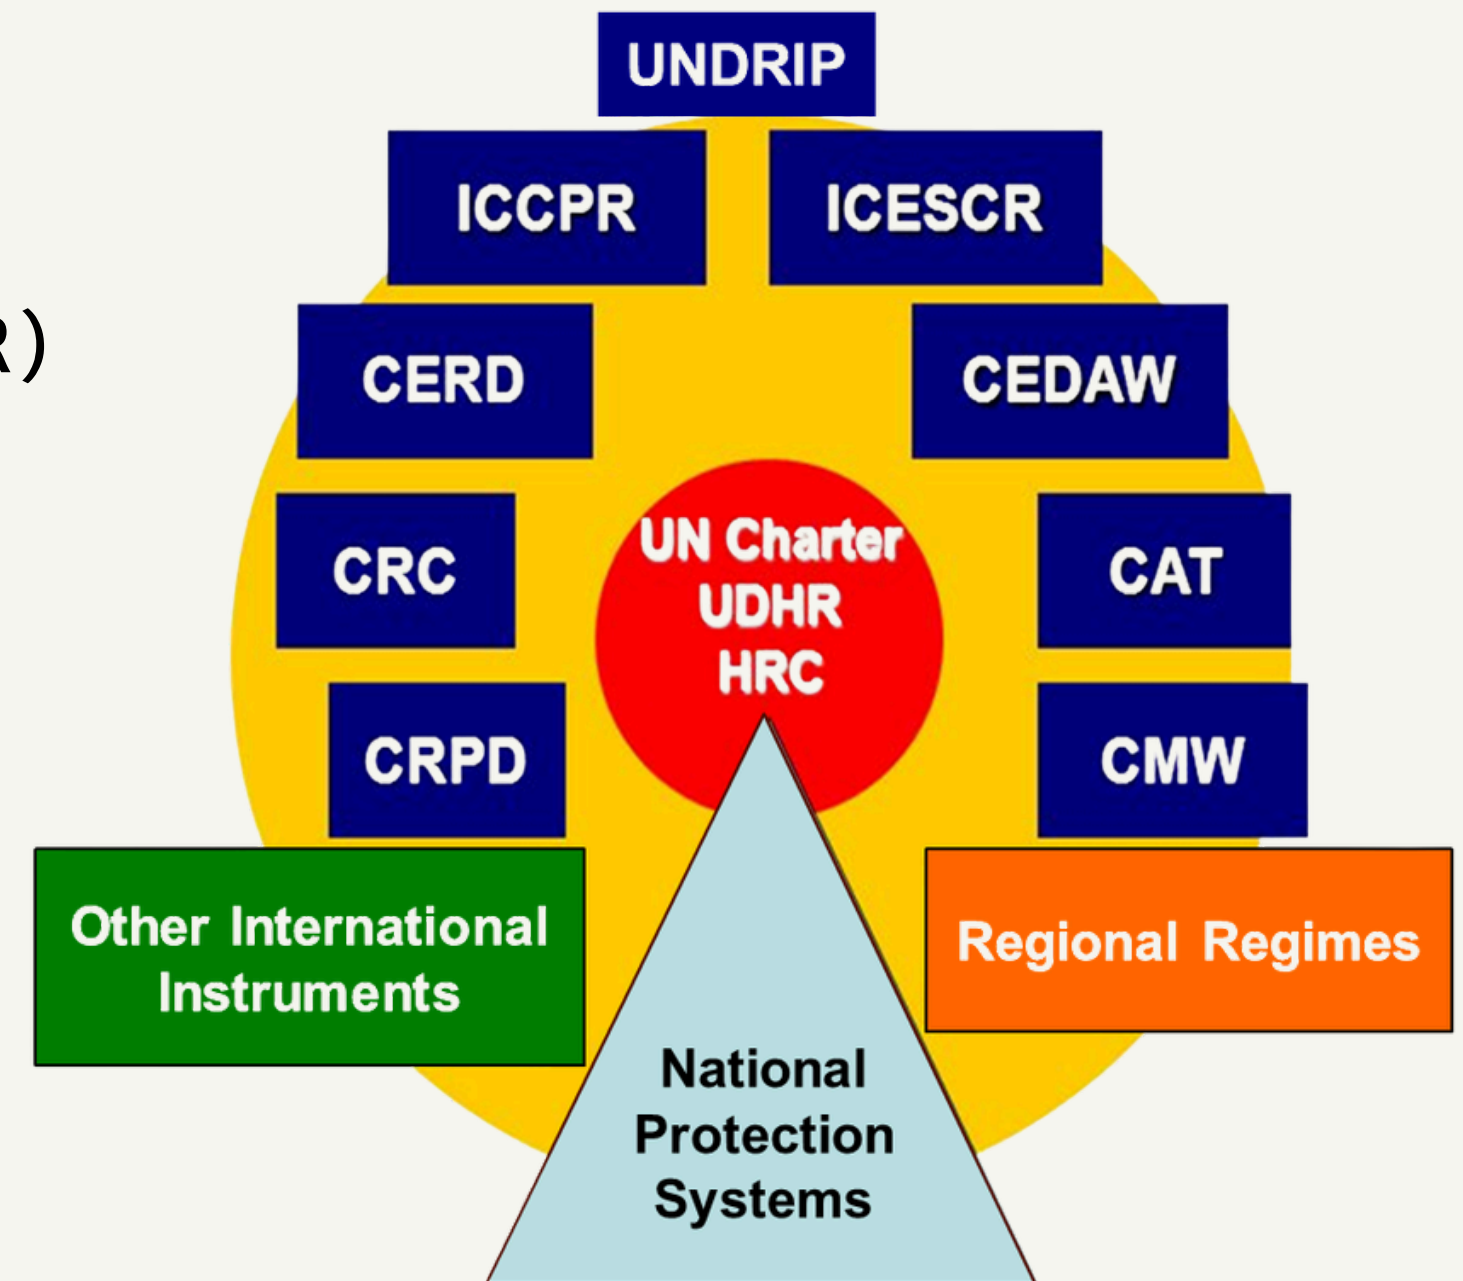 UNDRIP
ICCPR
ICESCR
R)
CERD
CEDAW
CRC
UN Charter
UDHR
HRC
CAT
CRPD
CMW
Other International
Instruments
Regional Regimes
National
Protection
Systems